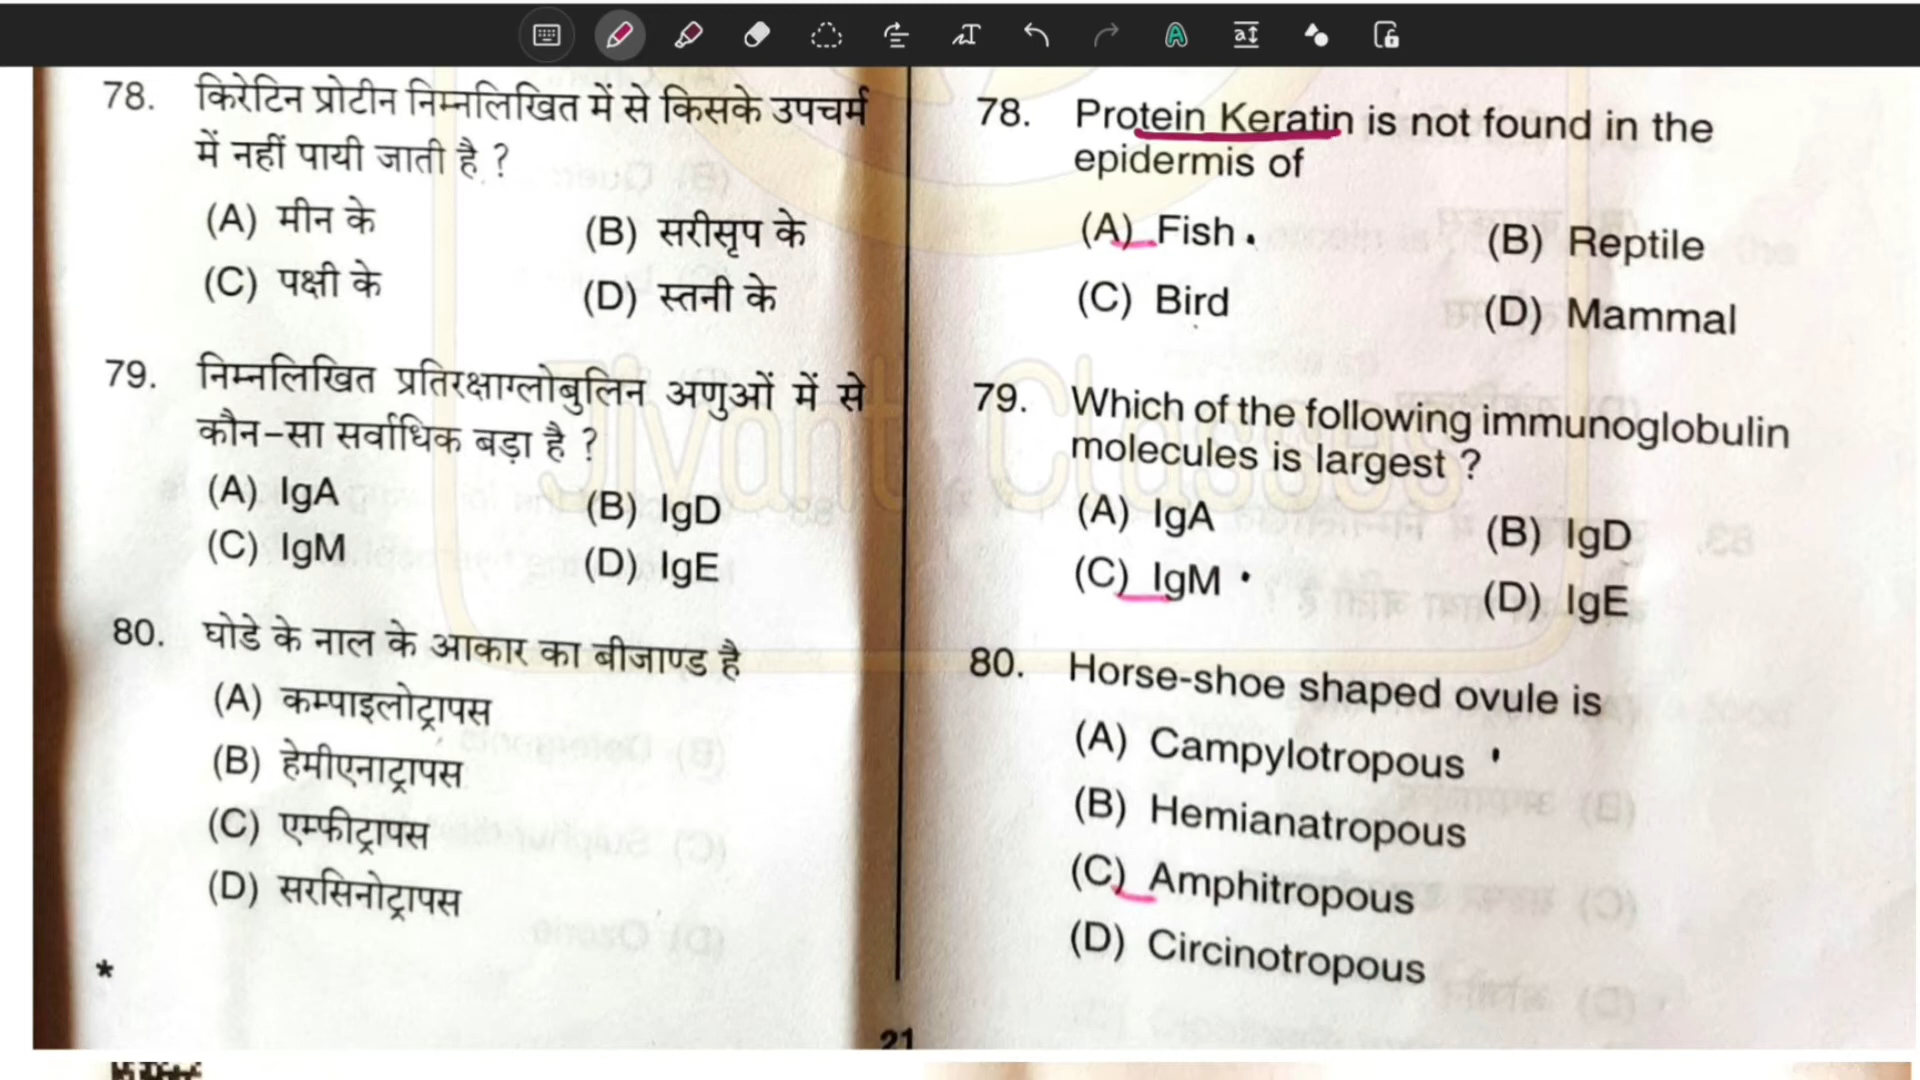 78. किरेटिन प्रोटीन निम्नलिखित में से किसके उपचर्म
में नहीं पायी जाती है ?
(A) मीन के (B) सरीसृप के
(C) पक्षी के (D) स्तनी के
79. निम्नलिखित प्रतिरक्षाग्लोबुलिन अणुओं में से
कौन-सा सर्वाधिक बड़ा है ?
(A) IgA (B) IgD
(C) IgM (D) IgE
80. घोडे के नाल के आकार का बीजाण्ड है
(A) कम्पाइलोट्रापस
(B) हेमीएनाट्रापस
(C) एम्फीट्रापस
(D) सरसिनोट्रापस
*
78. Protein Keratin is not found in the
epidermis of
(A) Fish (B) Reptile
(C) Bird (D) Mammal
79. Which of the following immunoglobulin
molecules is largest ?
(A) IgA (B) IgD
(C) IgM (D) IgE
80. Horse-shoe shaped ovule is
(A) Campylotropous
(B) Hemianatropous
(C) Amphitropous
(D) Circinotropous
21
Jivant Classes